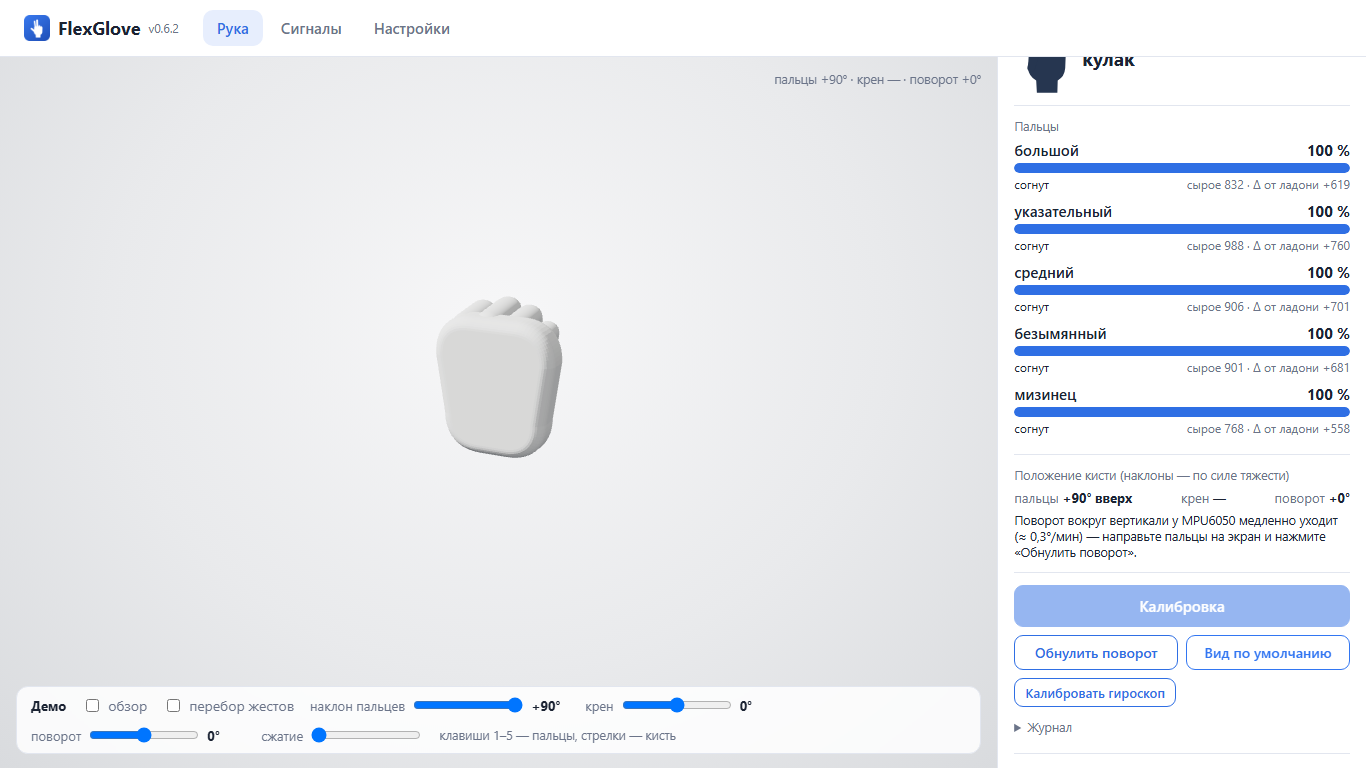 FlexGlove v0.6.2 Рука Сигналы Настройки
пальцы +90° · крен — · поворот +0°
кулак
Пальцы
большой 100 %
согнут сырое 832 · Δ от ладони +619
указательный 100 %
согнут сырое 988 · Δ от ладони +760
средний 100 %
согнут сырое 906 · Δ от ладони +701
безымянный 100 %
согнут сырое 901 · Δ от ладони +681
мизинец 100 %
согнут сырое 768 · Δ от ладони +558
Положение кисти (наклоны — по силе тяжести)
пальцы +90° вверх крен — поворот +0°
Поворот вокруг вертикали у MPU6050 медленно уходит
(≈ 0,3°/мин) — направьте пальцы на экран и нажмите
«Обнулить поворот».
Калибровка
Обнулить поворот Вид по умолчанию
Калибровать гироскоп
Журнал
Демо обзор перебор жестов наклон пальцев +90° крен 0°
поворот 0° сжатие клавиши 1–5 — пальцы, стрелки — кисть